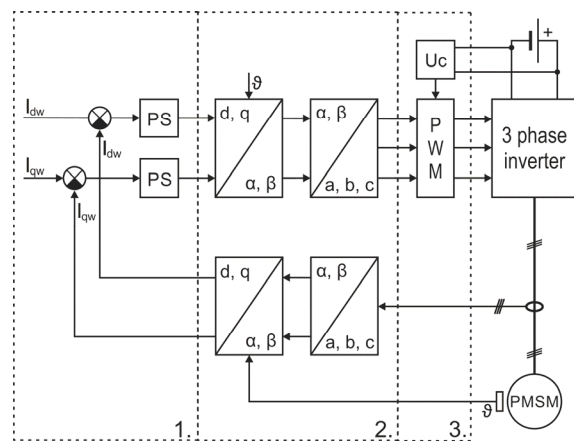 +
Uc
I_dw
ϑ
PS
d, q
α, β
α, β
a, b, c
P
W
M
3 phase
inverter
I_dw
I_qw
PS
I_qw
d, q
α, β
α, β
a, b, c
ϑ
PMSM
1.
2.
3.